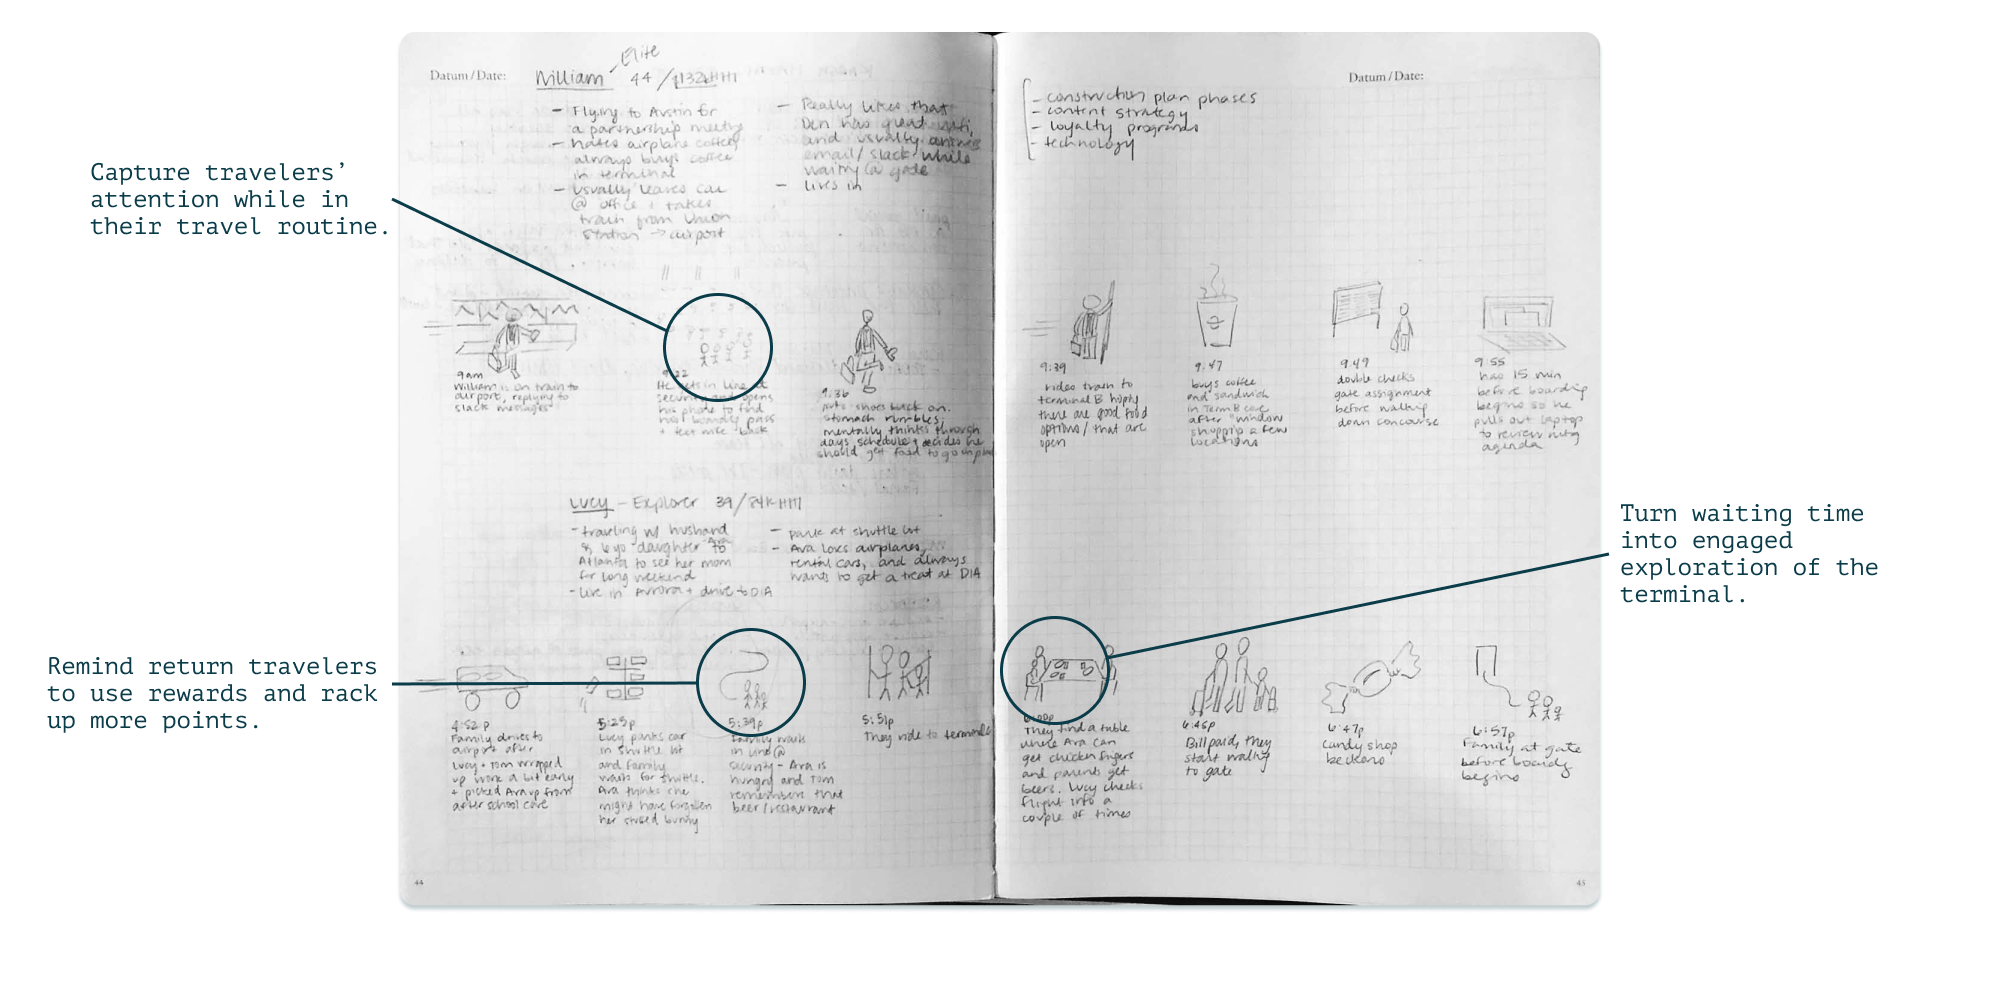 Capture travelers’
attention while in
their travel routine.
Remind return travelers
to use rewards and rack
up more points.
Datum/Date:
William - Elite
44 /
- Flying to Austin for
a partnership meeting
- hates airplane coffee,
always buys coffee
in terminal
- Usually leaves car
@ office + takes
train from Union
Station → airport
- Really likes that
Den has great wifi,
and usually answers
email/slack while
waiting @ gate
- lives in
9am
William is on train to
airport, replying to
slack messages
9:22
He gets in line at
security and opens
his phone to find
boarding pass
+ text wife back
9:36
puts shoes back on.
stomach rumbles,
mentally thinks through
days schedule + decides he
should get food to go on plane
Lucy - Explorer 39/
- traveling w/ husband
& 6 yo daughter Ava to
Atlanta to see her mom
for long weekend
- live in Aurora + drive to DIA
- park at shuttle lot
- Ava loves airplanes,
rental cars, and always
wants to get a treat at DIA
4:52p
Family drives to
airport after
Lucy + Tom wrapped
up work a bit early
+ picked Ava up from
after school care
5:25p
Lucy parks car
in shuttle lot
and family
waits for shuttle.
Ava thinks she
might have forgotten
her stuffed bunny
5:39p
Family waits
in line @
security - Ava is
hungry and Tom
remembers that
beer/restaurant
5:51p
They ride to terminal
44
Datum/Date:
- construction plan phases
- content strategy
- loyalty programs
- technology
9:39
rides train to
terminal B hoping
there are good food
options / that are
open
9:47
buys coffee
and sandwich
in Term B cafe
after "window
shopping" a few
locations
9:49
double checks
gate assignment
before walking
down concourse
9:55
has 15 min
before boarding
begins so he
pulls out laptop
to review mtg
agenda
They find a table
where Ava can
get chicken fingers
and parents get
beers. Lucy checks
flight info a
couple of times
6:45p
Bill paid, they
start walking
to gate
6:47p
Candy shop
beckons
6:57p
Family at gate
before boarding
begins
45
Turn waiting time
into engaged
exploration of the
terminal.